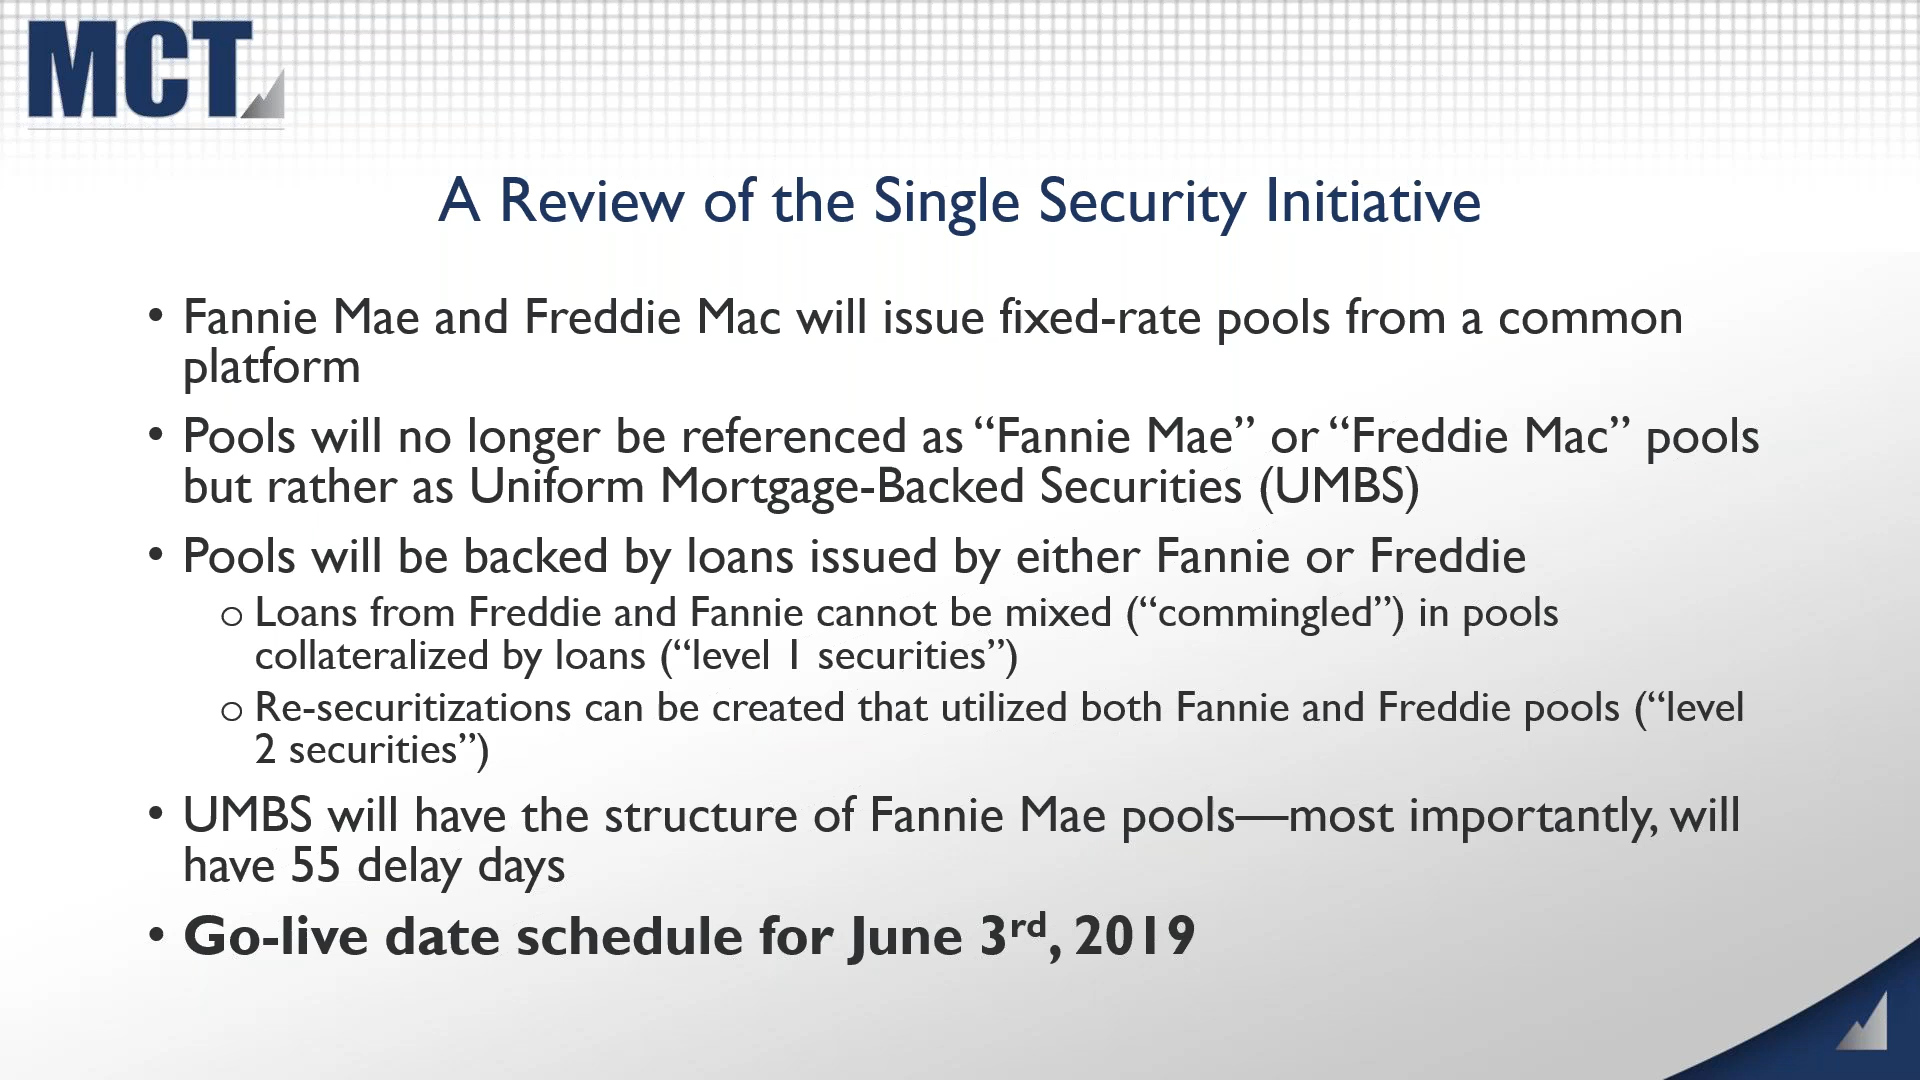 MCT
A Review of the Single Security Initiative
• Fannie Mae and Freddie Mac will issue fixed-rate pools from a common
platform
• Pools will no longer be referenced as “Fannie Mae” or “Freddie Mac” pools
but rather as Uniform Mortgage-Backed Securities (UMBS)
• Pools will be backed by loans issued by either Fannie or Freddie
o Loans from Freddie and Fannie cannot be mixed (“commingled”) in pools
collateralized by loans (“level 1 securities”)
o Re-securitizations can be created that utilized both Fannie and Freddie pools (“level
2 securities”)
• UMBS will have the structure of Fannie Mae pools—most importantly, will
have 55 delay days
• Go-live date schedule for June 3rd, 2019